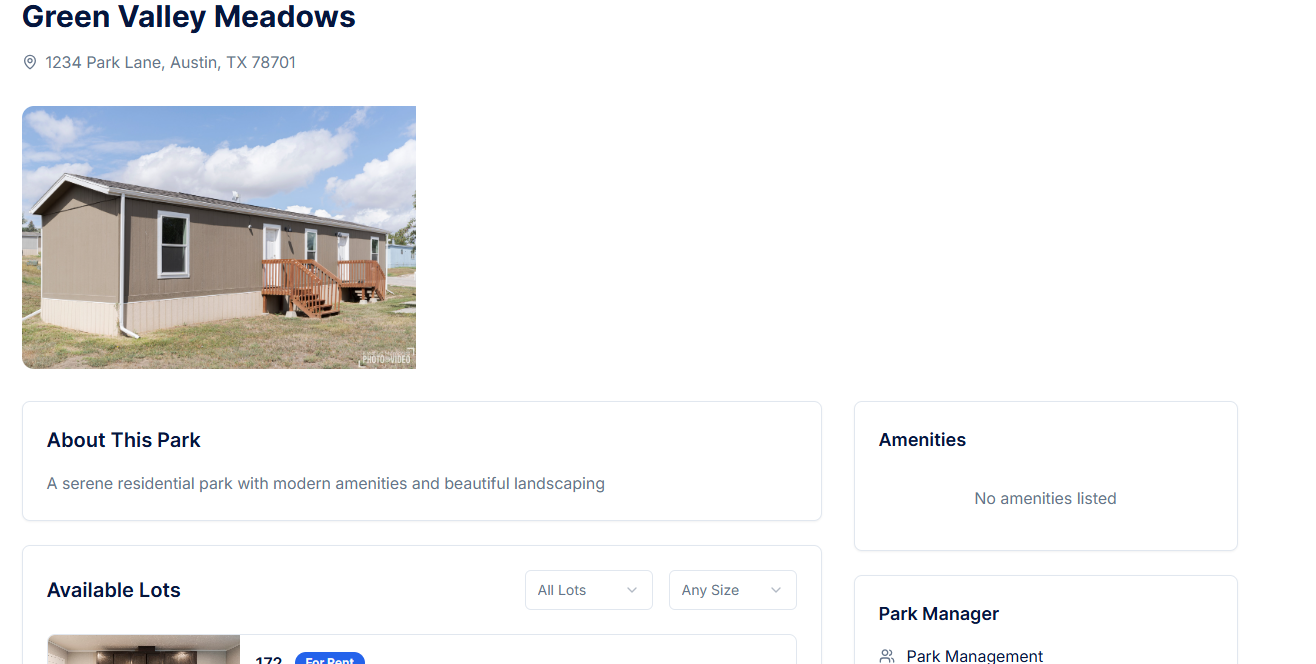 Green Valley Meadows
1234 Park Lane, Austin, TX 78701
PHOTO VIDEO
About This Park
A serene residential park with modern amenities and beautiful landscaping
Amenities
No amenities listed
Available Lots
All Lots
Any Size
172
For Rent
Park Manager
Park Management